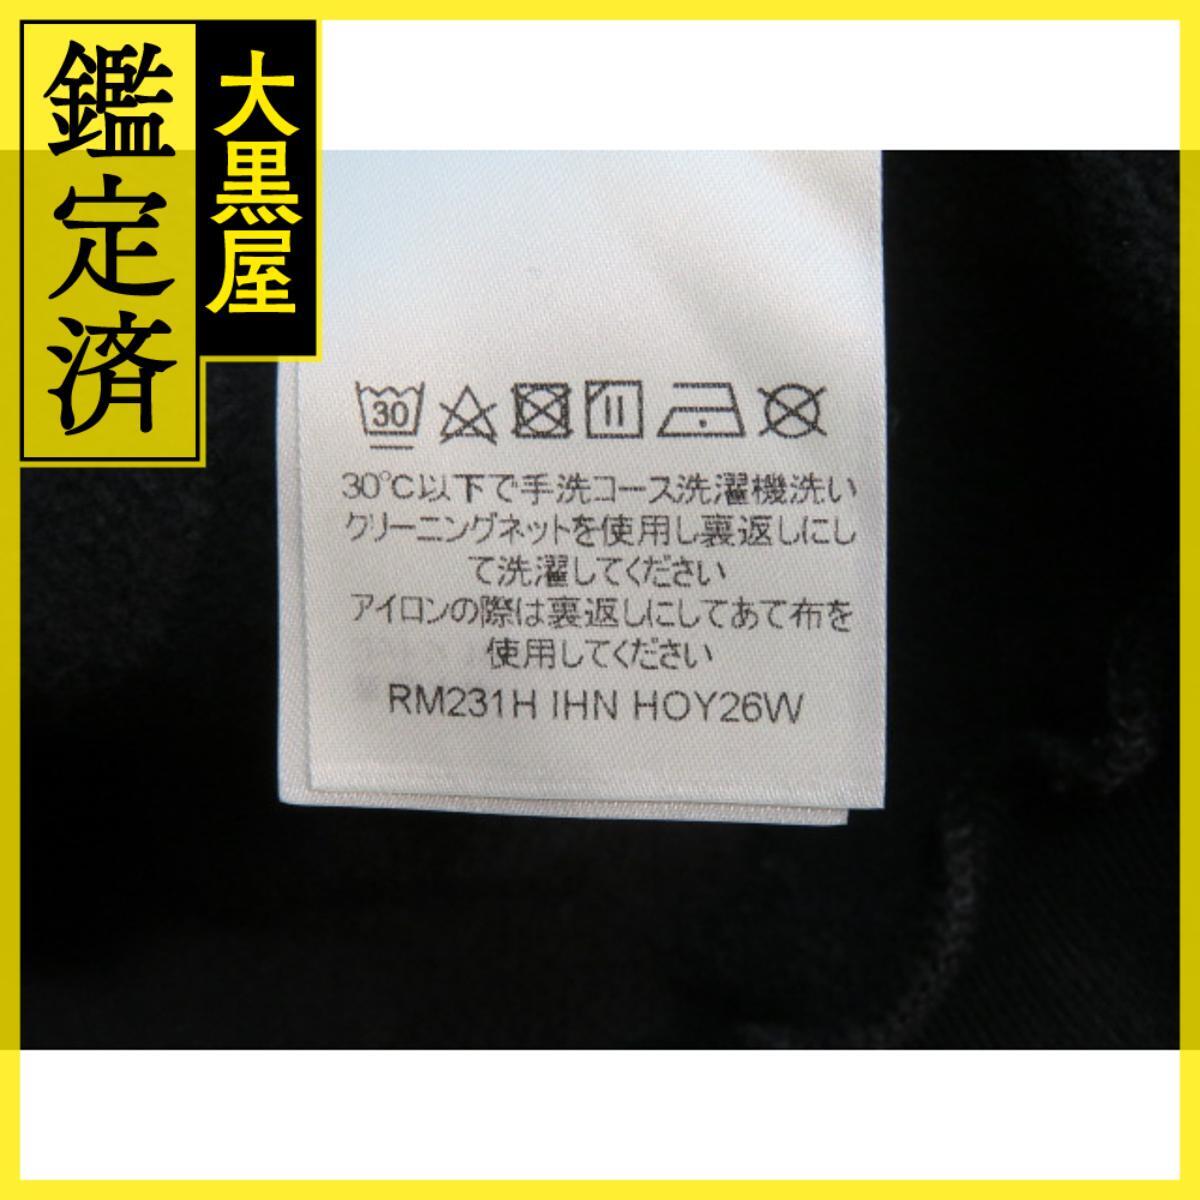 鑑定済
大黒屋
30
30℃以下で手洗コース洗濯機洗い
クリーニングネットを使用し裏返しにし
て洗濯してください
アイロンの際は裏返しにしてあて布を
使用してください
RM231H IHN HOY26W